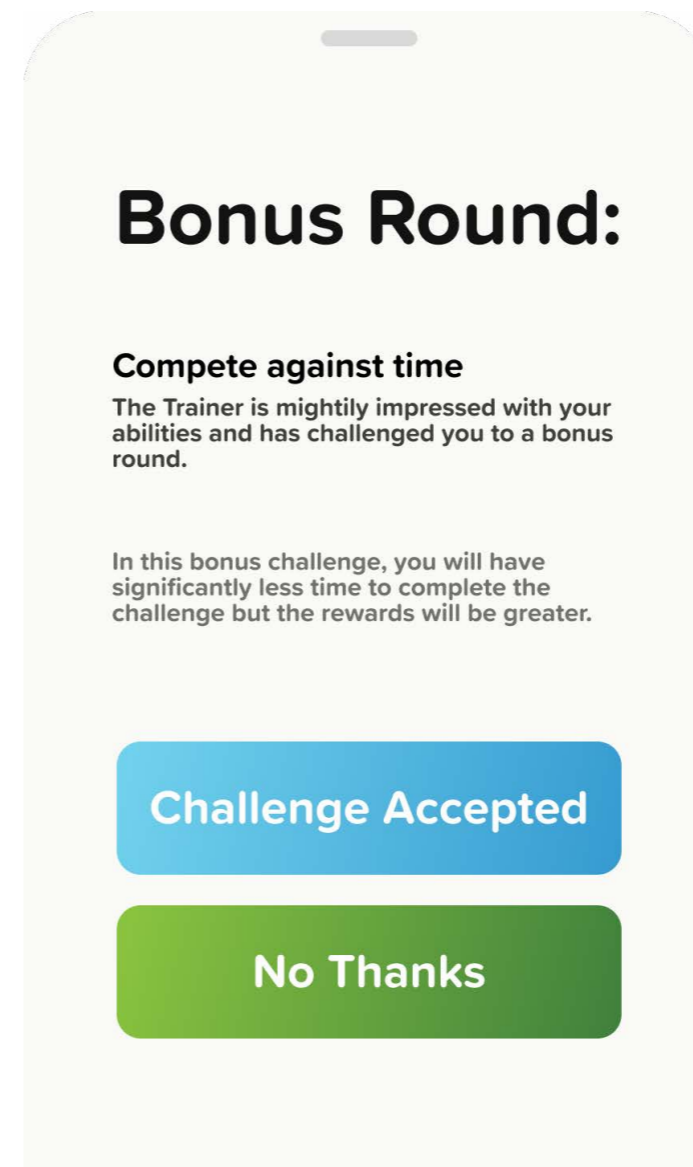 Bonus Round:
Compete against time
The Trainer is mightily impressed with your
abilities and has challenged you to a bonus
round.
In this bonus challenge, you will have
significantly less time to complete the
challenge but the rewards will be greater.
Challenge Accepted
No Thanks